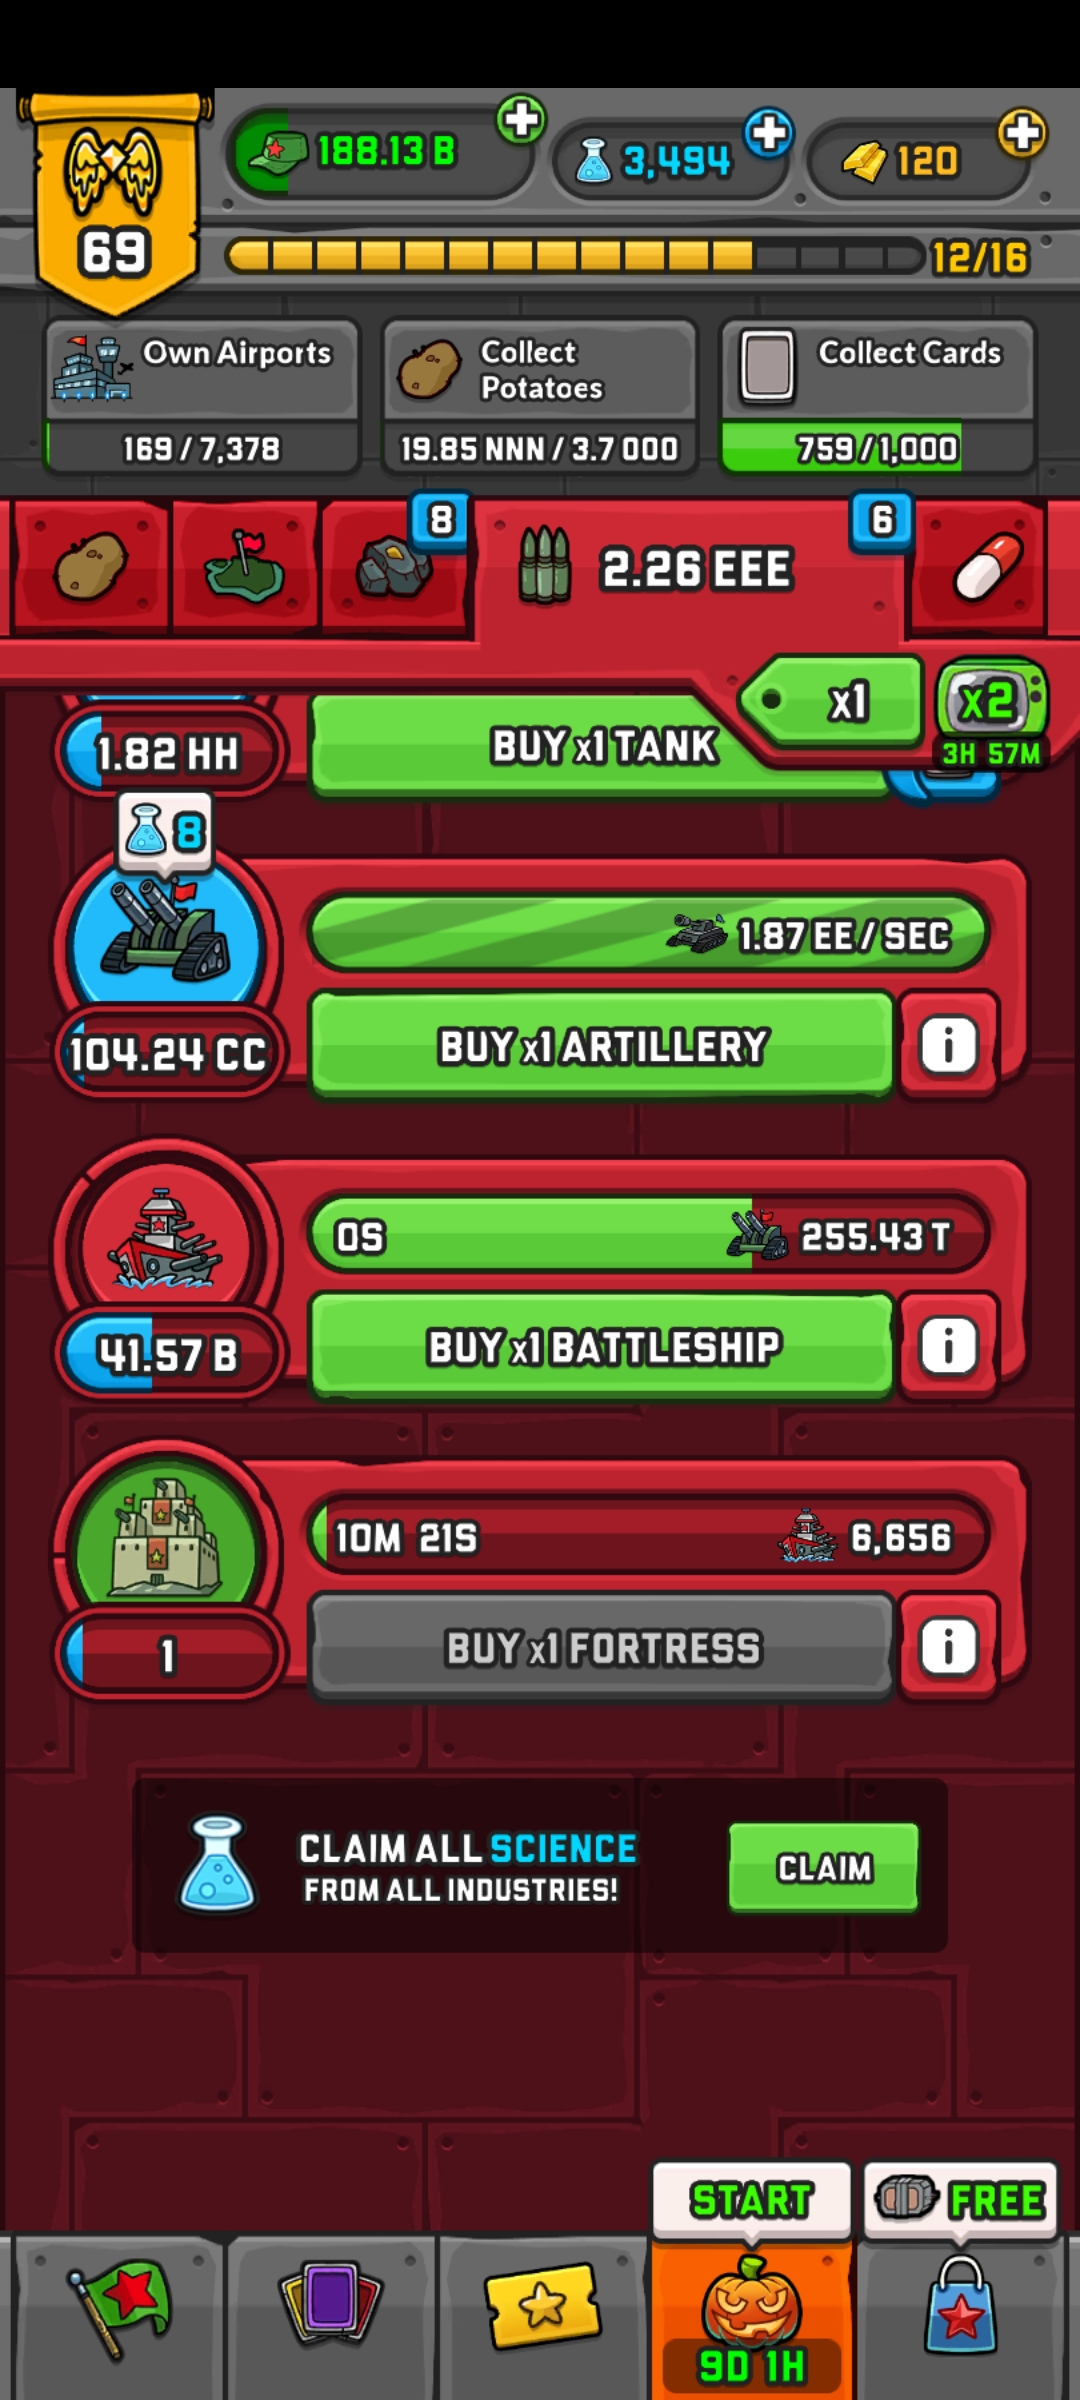 188.13 B
3,494
120
69
12/16
Own Airports
169 / 7,378
Collect
Potatoes
19.85 NNN / 3.7 OOO
Collect Cards
759 / 1,000
8
2.26 EEE
6
x1
x2
3H 57M
1.82 HH
BUY x1 TANK
8
1.87 EE / SEC
104.24 CC
BUY x1 ARTILLERY
i
0S
255.43 T
41.57 B
BUY x1 BATTLESHIP
i
10M 21S
6,656
1
BUY x1 FORTRESS
i
CLAIM ALL SCIENCE
FROM ALL INDUSTRIES!
CLAIM
START
FREE
9D 1H